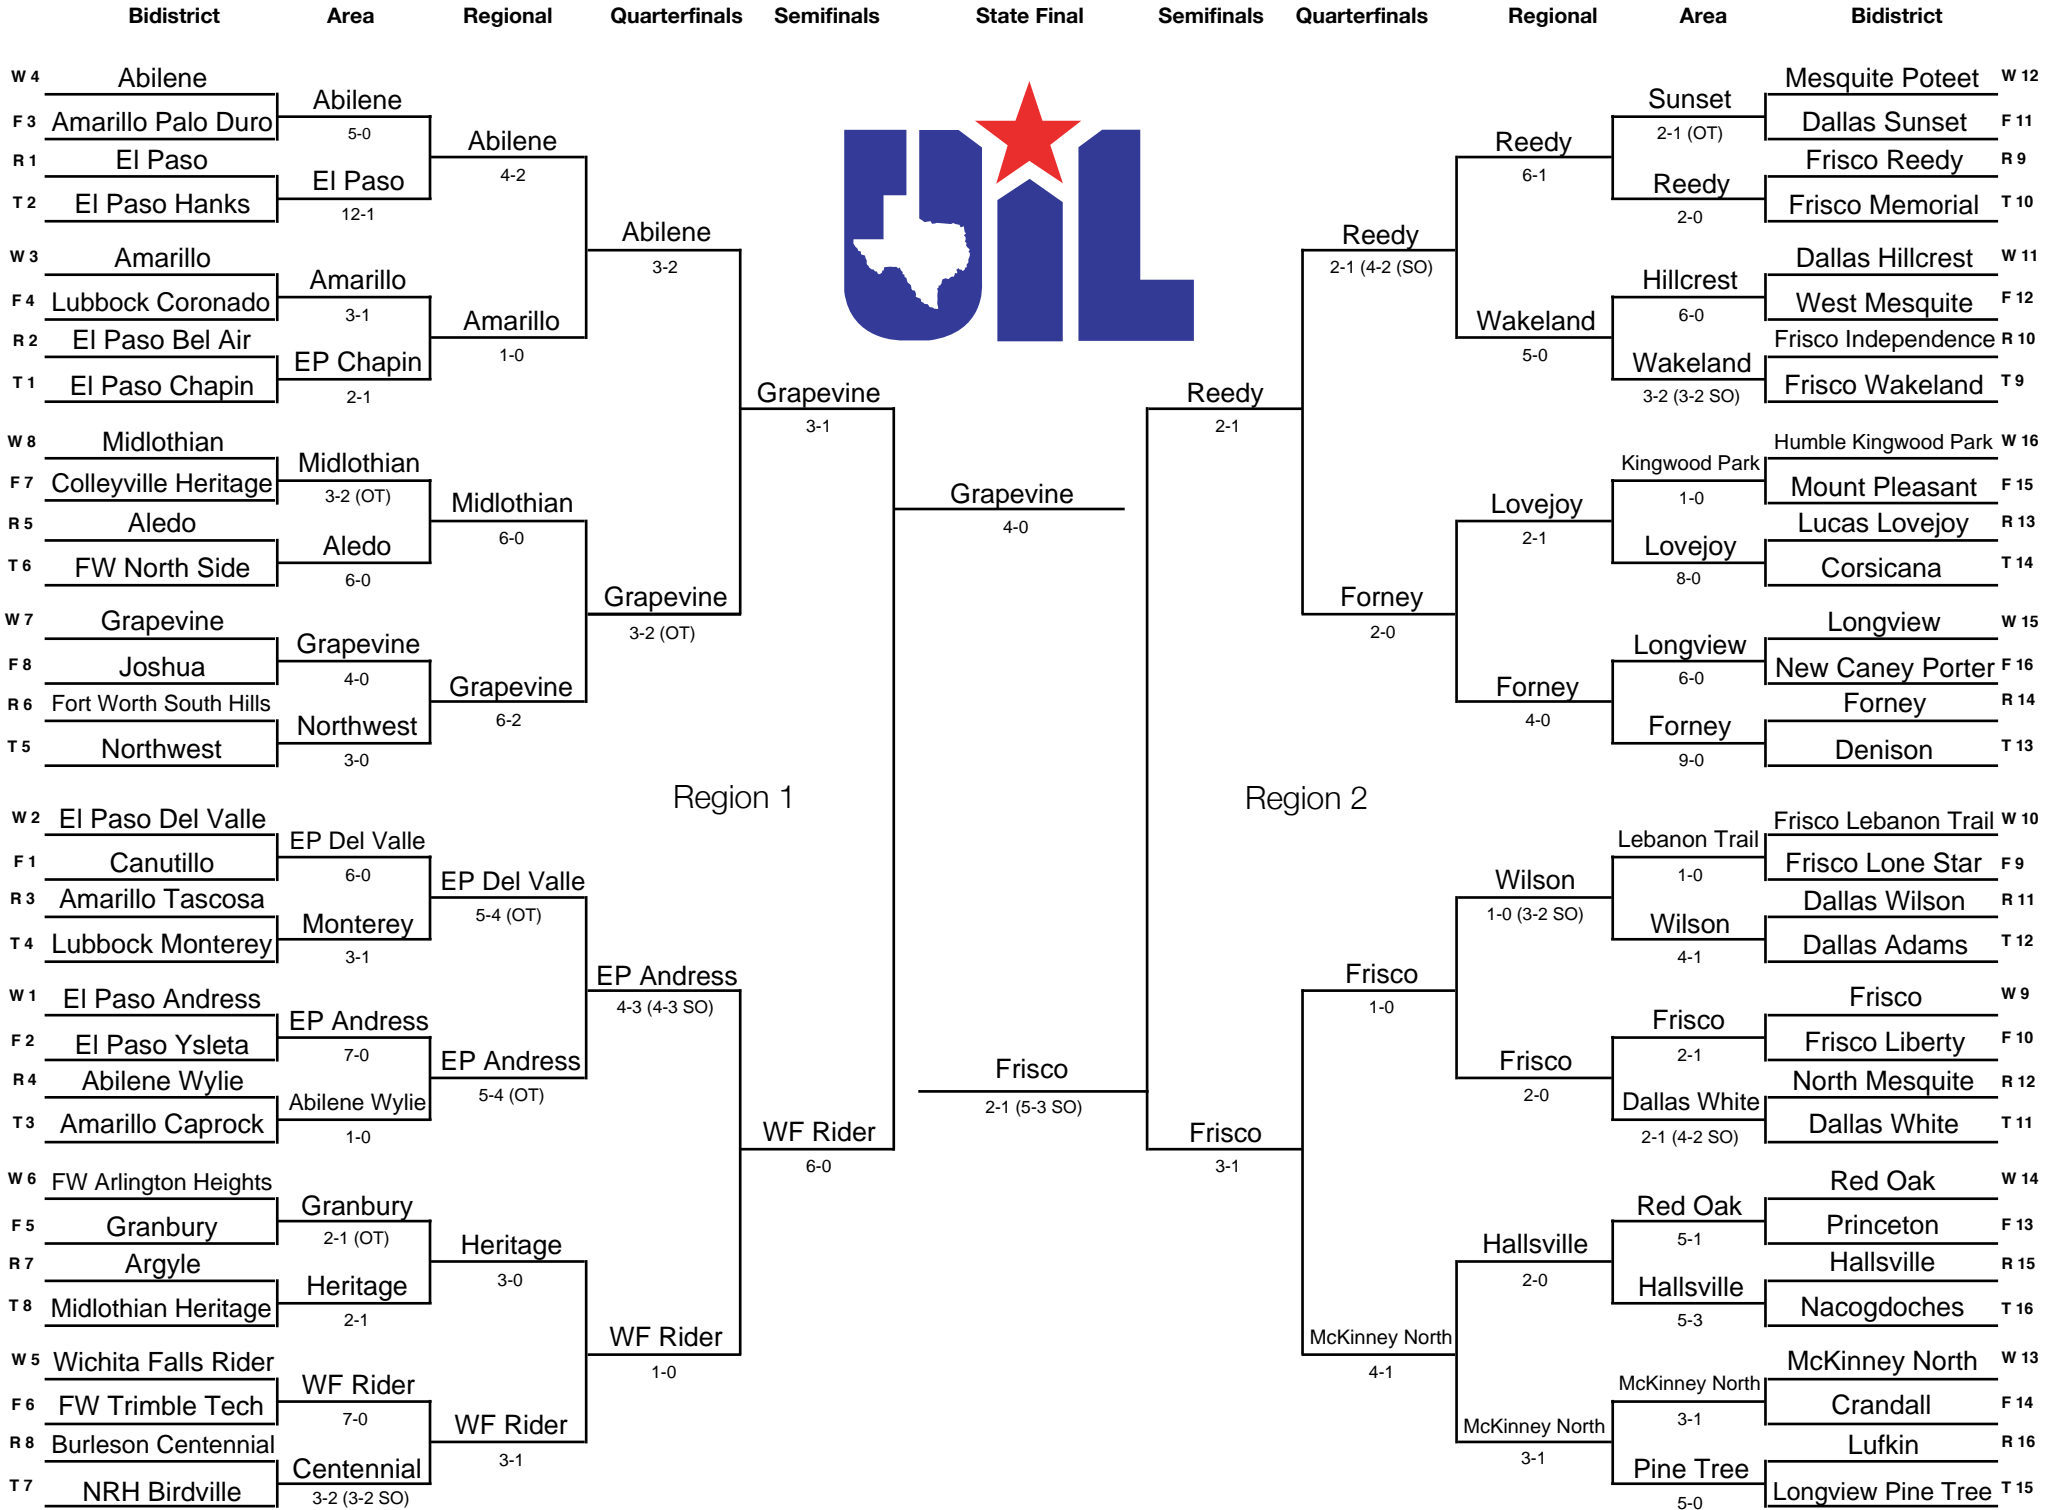 Bidistrict Area Regional Quarterfinals Semifinals State Final Semifinals Quarterfinals Regional Area Bidistrict
W 4 Abilene
F 3 Amarillo Palo Duro
R 1 El Paso
T 2 El Paso Hanks
W 3 Amarillo
F 4 Lubbock Coronado
R 2 El Paso Bel Air
T 1 El Paso Chapin
W 8 Midlothian
F 7 Colleyville Heritage
R 5 Aledo
T 6 FW North Side
W 7 Grapevine
F 8 Joshua
R 6 Fort Worth South Hills
T 5 Northwest
W 2 El Paso Del Valle
F 1 Canutillo
R 3 Amarillo Tascosa
T 4 Lubbock Monterey
W 1 El Paso Andress
F 2 El Paso Ysleta
R 4 Abilene Wylie
T 3 Amarillo Caprock
W 6 FW Arlington Heights
F 5 Granbury
R 7 Argyle
T 8 Midlothian Heritage
W 5 Wichita Falls Rider
F 6 FW Trimble Tech
R 8 Burleson Centennial
T 7 NRH Birdville
Abilene
5-0
El Paso
12-1
Amarillo
3-1
EP Chapin
2-1
Midlothian
3-2 (OT)
Aledo
6-0
Grapevine
4-0
Northwest
3-0
EP Del Valle
6-0
Monterey
3-1
EP Andress
7-0
Abilene Wylie
1-0
Granbury
2-1 (OT)
Heritage
2-1
WF Rider
7-0
Centennial
3-2 (3-2 SO)
Abilene
4-2
Amarillo
1-0
Midlothian
6-0
Grapevine
6-2
EP Del Valle
5-4 (OT)
EP Andress
5-4 (OT)
Heritage
3-0
WF Rider
3-1
Abilene
3-2
Grapevine
3-2 (OT)
EP Andress
4-3 (4-3 SO)
WF Rider
1-0
Region 1
Grapevine
3-1
WF Rider
6-0
UIL
Grapevine
4-0
Frisco
2-1 (5-3 SO)
Reedy
2-1
Frisco
3-1
Region 2
Reedy
2-1 (4-2 (SO)
Forney
2-0
Frisco
1-0
McKinney North
4-1
Reedy
6-1
Wakeland
5-0
Lovejoy
2-1
Forney
4-0
Wilson
1-0 (3-2 SO)
Frisco
2-0
Hallsville
2-0
McKinney North
3-1
Sunset
2-1 (OT)
Reedy
2-0
Hillcrest
6-0
Wakeland
3-2 (3-2 SO)
Kingwood Park
1-0
Lovejoy
8-0
Longview
6-0
Forney
9-0
Lebanon Trail
1-0
Wilson
4-1
Frisco
2-1
Dallas White
2-1 (4-2 SO)
Red Oak
5-1
Hallsville
5-3
McKinney North
3-1
Pine Tree
5-0
Mesquite Poteet W 12
Dallas Sunset F 11
Frisco Reedy R 9
Frisco Memorial T 10
Dallas Hillcrest W 11
West Mesquite F 12
Frisco Independence R 10
Frisco Wakeland T 9
Humble Kingwood Park W 16
Mount Pleasant F 15
Lucas Lovejoy R 13
Corsicana T 14
Longview W 15
New Caney Porter F 16
Forney R 14
Denison T 13
Frisco Lebanon Trail W 10
Frisco Lone Star F 9
Dallas Wilson R 11
Dallas Adams T 12
Frisco W 9
Frisco Liberty F 10
North Mesquite R 12
Dallas White T 11
Red Oak W 14
Princeton F 13
Hallsville R 15
Nacogdoches T 16
McKinney North W 13
Crandall F 14
Lufkin R 16
Longview Pine Tree T 15